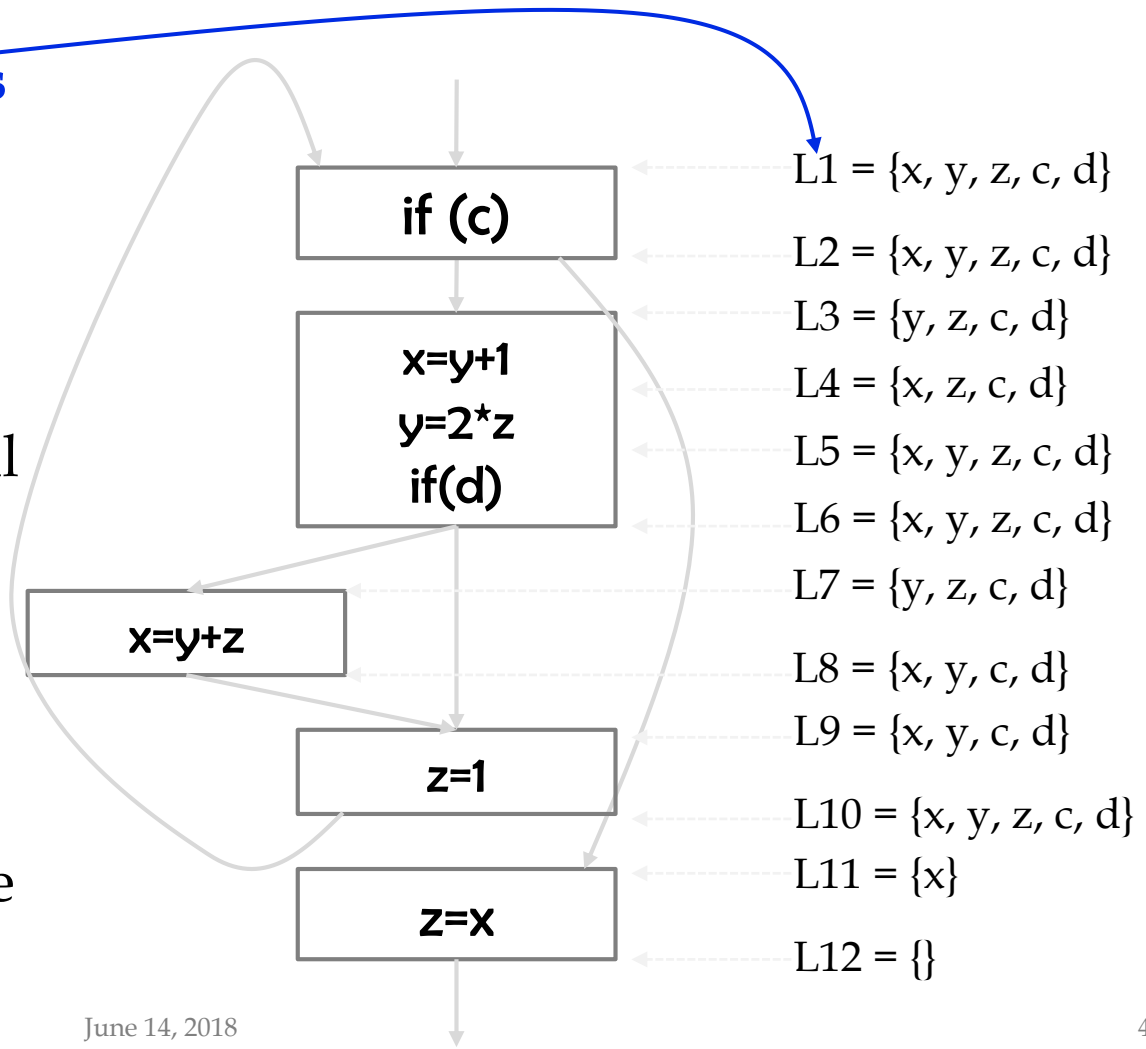 s
if (c)
x=y+1
y=2*z
if(d)
x=y+z
z=1
z=x
L1 = {x, y, z, c, d}
L2 = {x, y, z, c, d}
L3 = {y, z, c, d}
L4 = {x, z, c, d}
L5 = {x, y, z, c, d}
L6 = {x, y, z, c, d}
L7 = {y, z, c, d}
L8 = {x, y, c, d}
L9 = {x, y, c, d}
L10 = {x, y, z, c, d}
L11 = {x}
L12 = {}
l
e
June 14, 2018
4